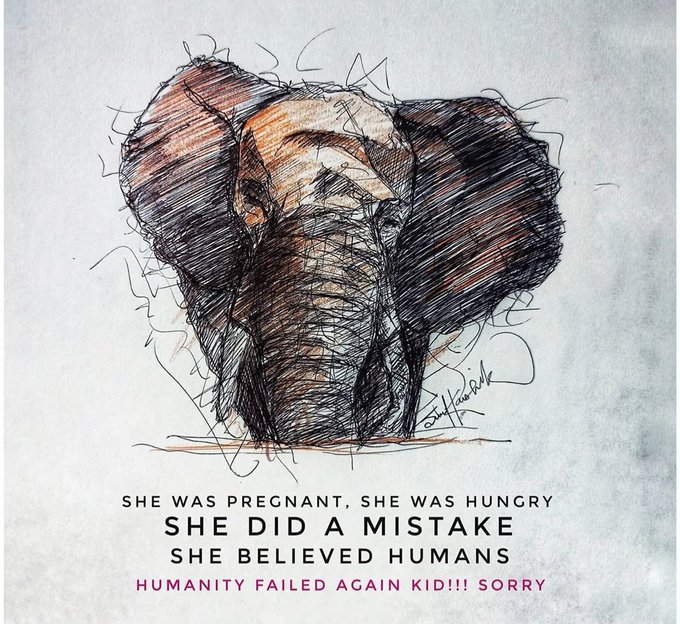 SHE WAS PREGNANT, SHE WAS HUNGRY
SHE DID A MISTAKE
SHE BELIEVED HUMANS
HUMANITY FAILED AGAIN KID!!! SORRY